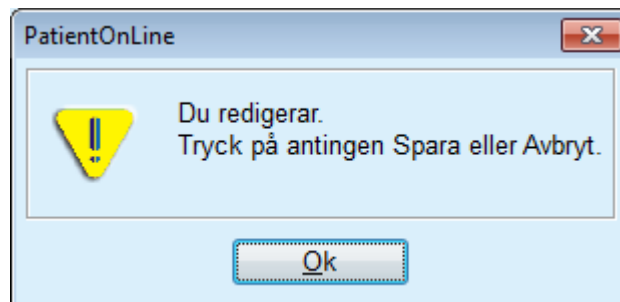 PatientOnLine
Du redigerar.
Tryck på antingen Spara eller Avbryt.
Ok